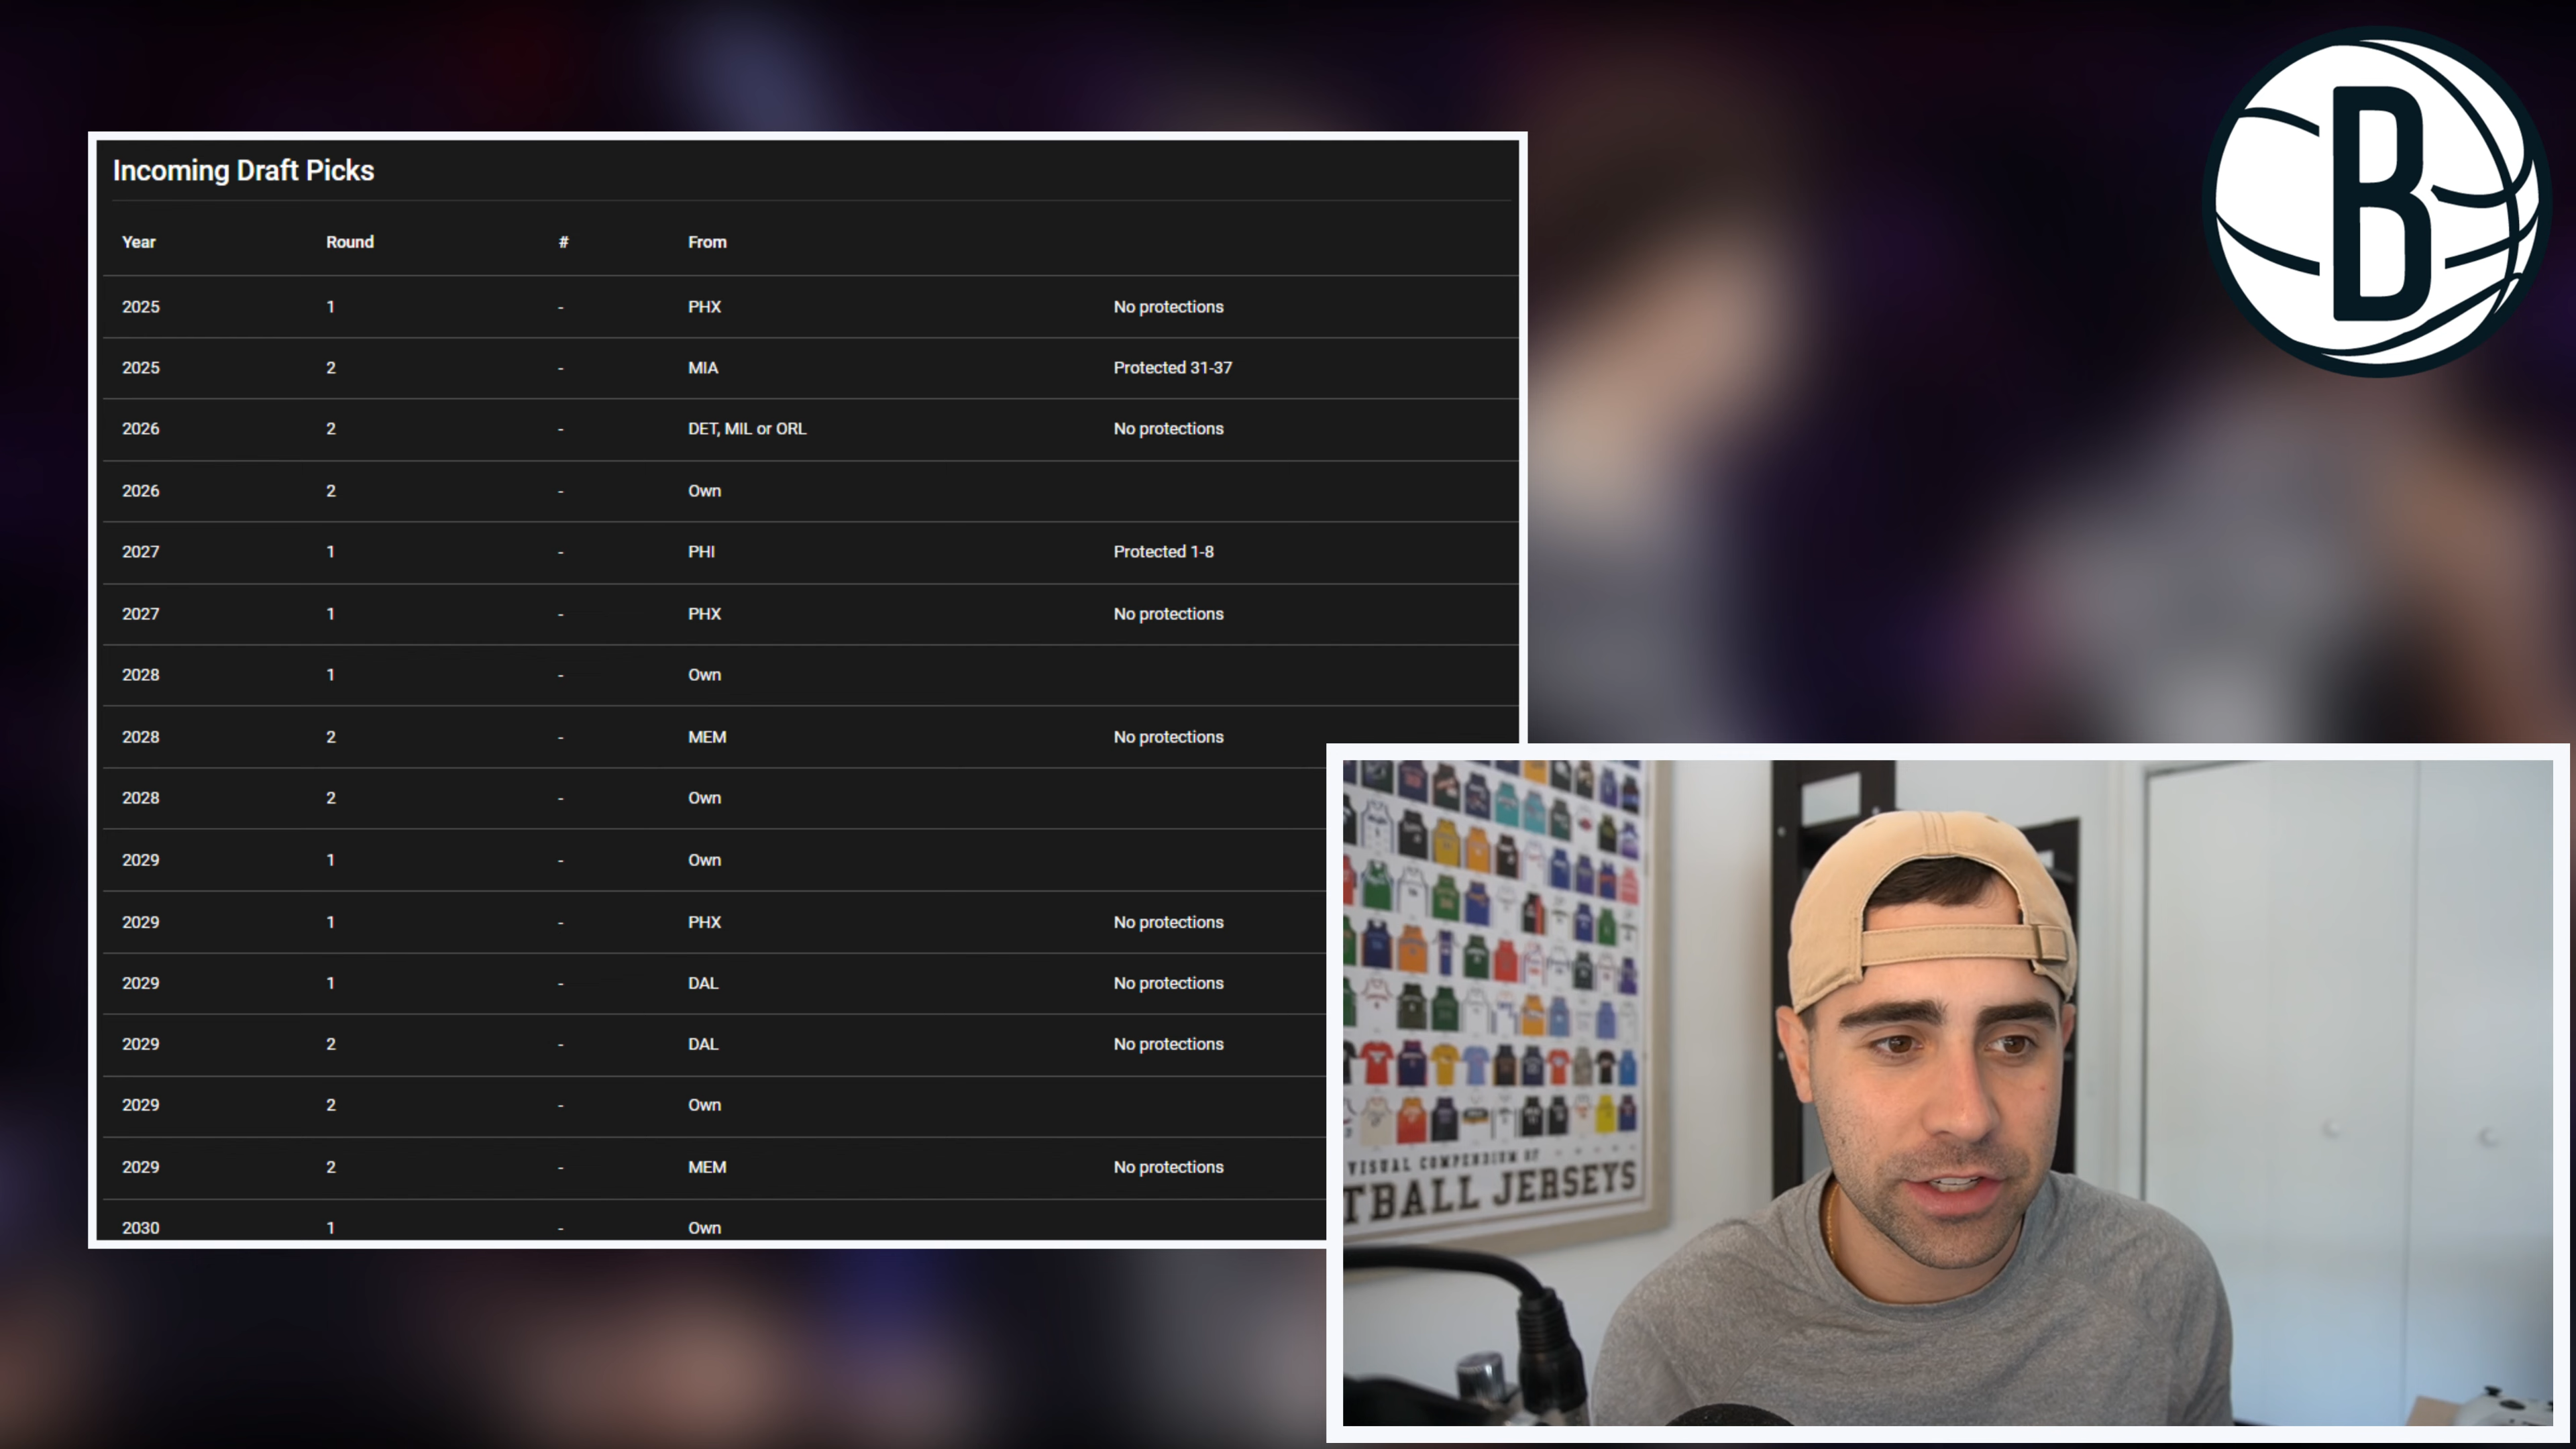 Incoming Draft Picks
Year Round # From
2025 1 - PHX No protections
2025 2 - MIA Protected 31-37
2026 2 - DET, MIL or ORL No protections
2026 2 - Own
2027 1 - PHI Protected 1-8
2027 1 - PHX No protections
2028 1 - Own
2028 2 - MEM No protections
2028 2 - Own
2029 1 - Own
2029 1 - PHX No protections
2029 1 - DAL No protections
2029 2 - DAL No protections
2029 2 - Own
2029 2 - MEM No protections
2030 1 - Own
B
VISUAL COMPENDIUM OF
TBALL JERSEYS